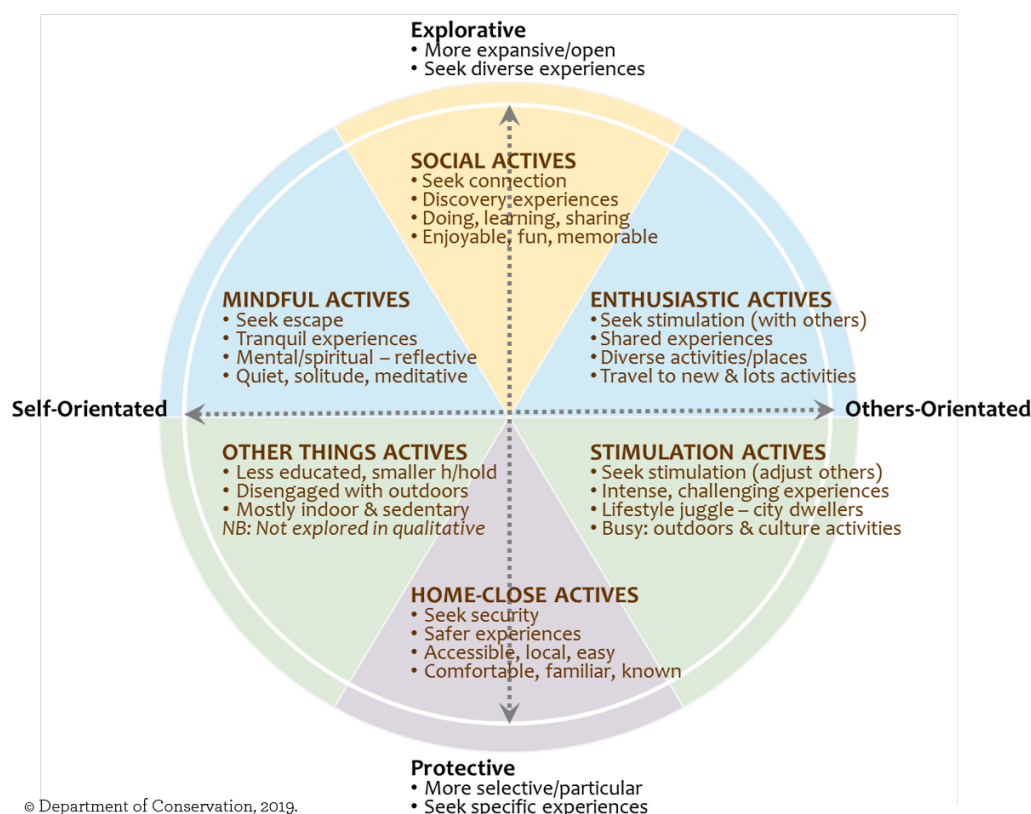 Explorative
• More expansive/open
• Seek diverse experiences
SOCIAL ACTIVES
• Seek connection
• Discovery experiences
• Doing, learning, sharing
• Enjoyable, fun, memorable
MINDFUL ACTIVES
• Seek escape
• Tranquil experiences
• Mental/spiritual – reflective
• Quiet, solitude, meditative
ENTHUSIASTIC ACTIVES
• Seek stimulation (with others)
• Shared experiences
• Diverse activities/places
• Travel to new & lots activities
Self-Orientated
Others-Orientated
OTHER THINGS ACTIVES
• Less educated, smaller h/hold
• Disengaged with outdoors
• Mostly indoor & sedentary
NB: Not explored in qualitative
STIMULATION ACTIVES
• Seek stimulation (adjust others)
• Intense, challenging experiences
• Lifestyle juggle – city dwellers
• Busy: outdoors & culture activities
HOME-CLOSE ACTIVES
• Seek security
• Safer experiences
• Accessible, local, easy
• Comfortable, familiar, known
Protective
• More selective/particular
• Seek specific experiences
© Department of Conservation, 2019.